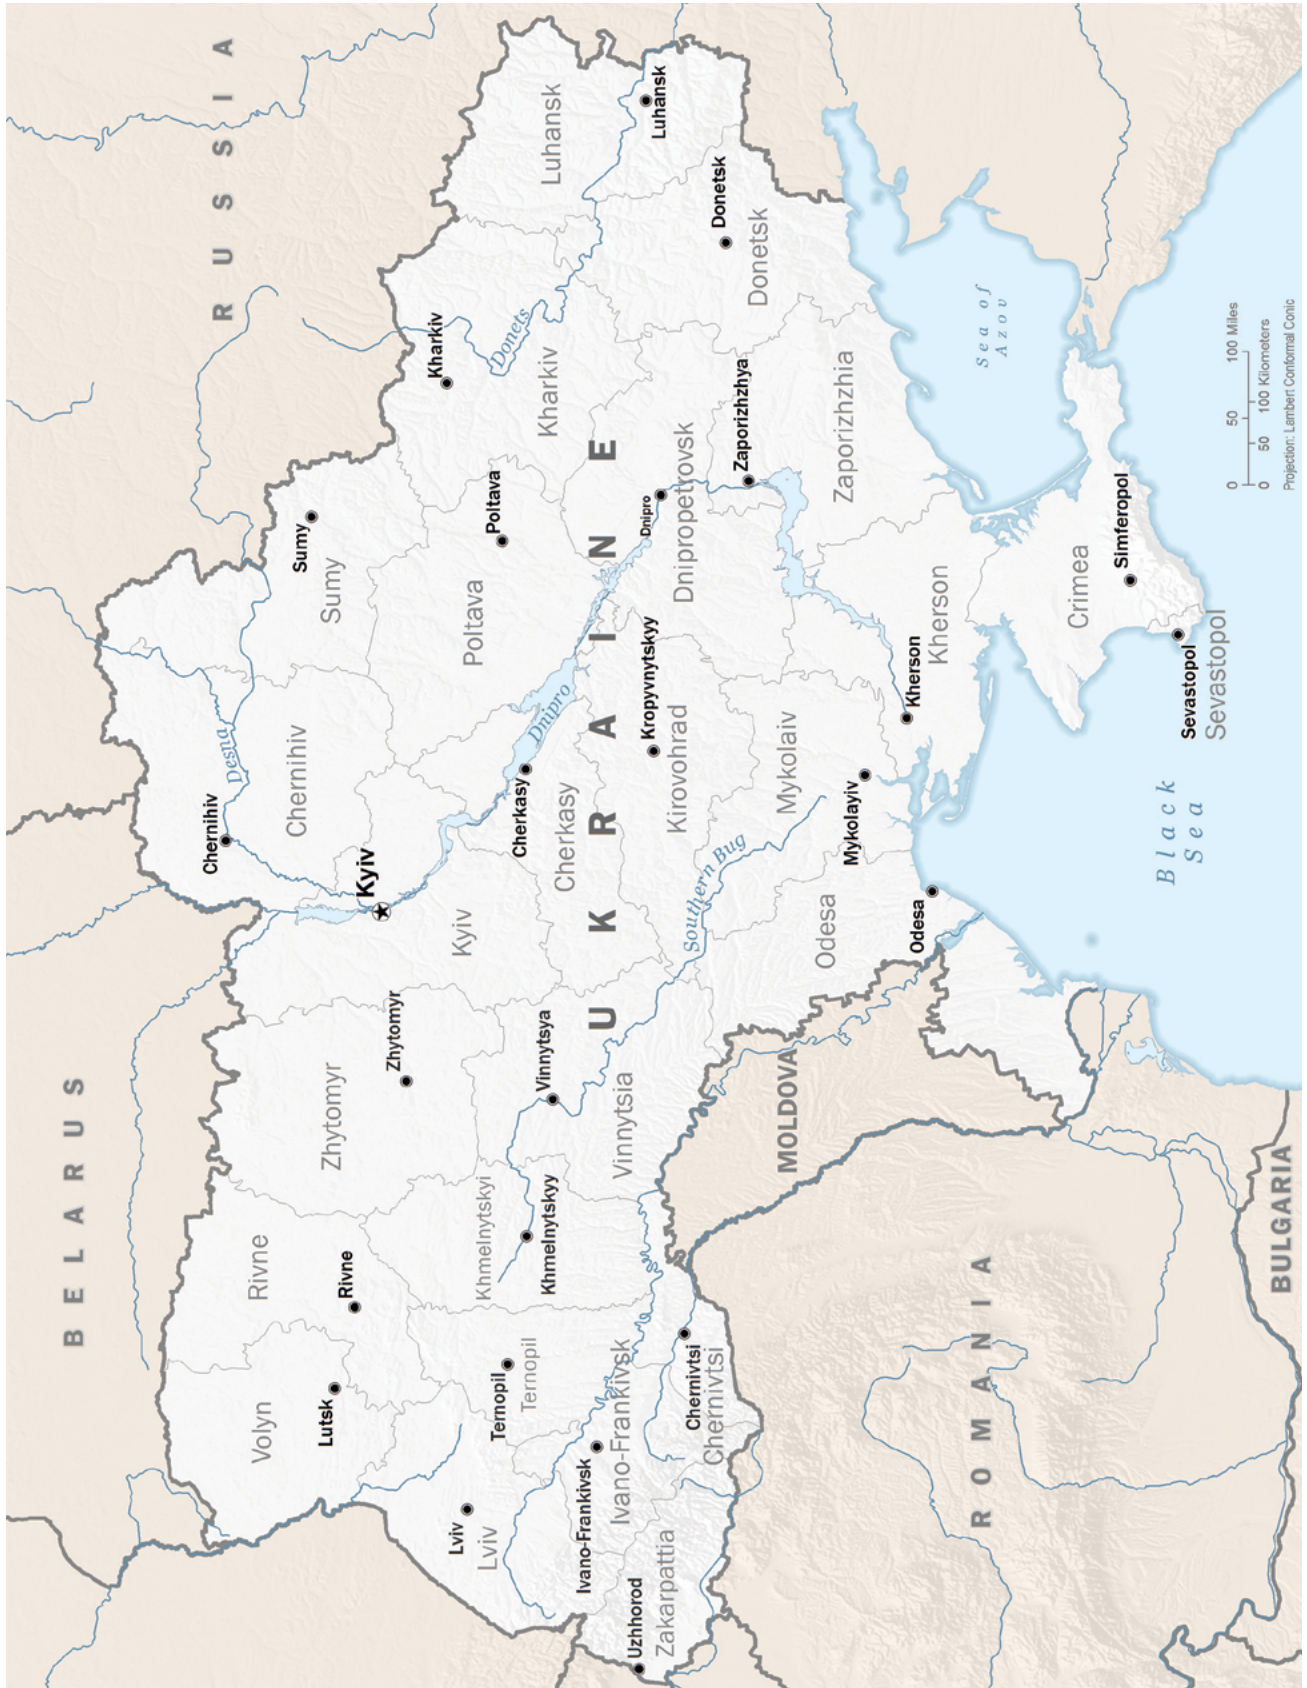 RUSSIA
BELARUS
Chernihiv
Desna
Sumy
Sumy
Chernihiv
Volyn
Rivne
Lutsk
Rivne
Zhytomyr
Zhytomyr
Kyiv
Kyiv
Kharkiv
Poltava
Poltava
Donets
Kharkiv
Luhansk
Luhansk
Lviv
Lviv
Ternopil
Ternopil
Khmelnytskyi
Khmelnytskyy
Vinnytsya
Cherkasy
Cherkasy
Dnipro
UKRAINE
Ivano-Frankivsk
Ivano-Frankivsk
Vinnytsia
Southern Bug
Kropyvnytskyy
Kirovohrad
Dnipro
Dnipropetrovsk
Donetsk
Donetsk
Uzhhorod
Zakarpattia
Chernivtsi
Chernivtsi
MOLDOVA
Odesa
Mykolaiv
Zaporizhzhya
Zaporizhzhia
Mykolayiv
Kherson
Kherson
Odesa
Sea of
Azov
ROMANIA
Crimea
Simferopol
Black
Sea
Sevastopol
Sevastopol
BULGARIA
0 50 100 Miles
0 50 100 Kilometers
Projection: Lambert Conformal Conic